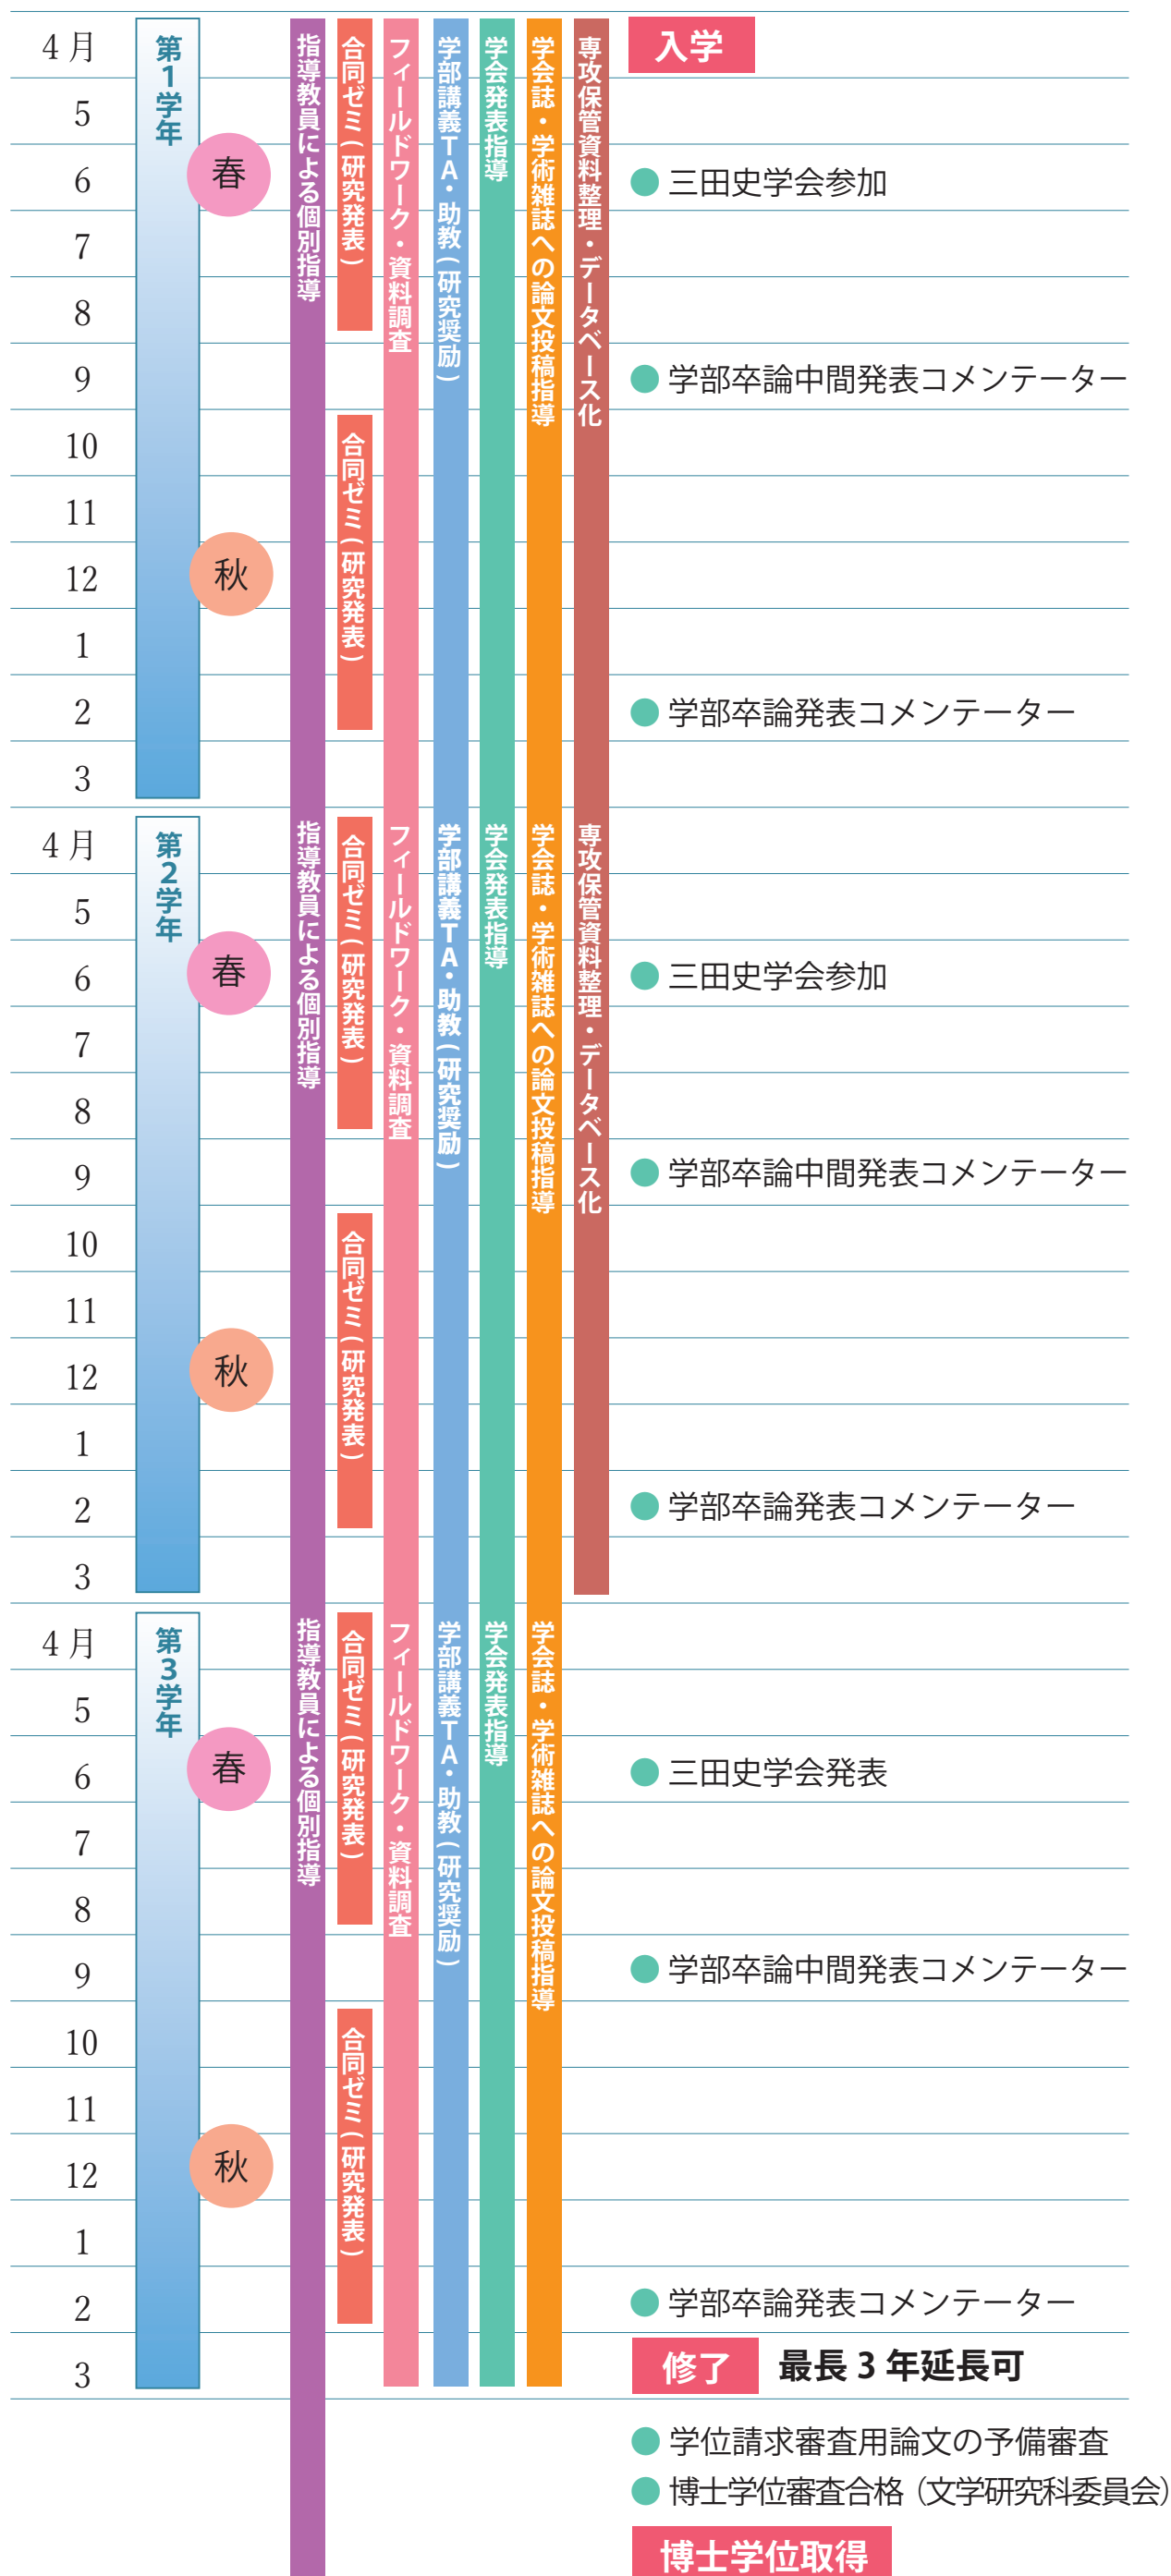 4 月
第1学年
指導教員による個別指導
合同ゼミ(研究発表)
フィールドワーク・資料調査
学部講義TA・助教(研究奨励)
学会発表指導
学会誌・学術雑誌への論文投稿指導
専攻保管資料整理・データベース化
入学
5
春
6
● 三田史学会参加
7
8
9
● 学部卒論中間発表コメンテーター
10
合同ゼミ(研究発表)
11
秋
12
1
2
● 学部卒論発表コメンテーター
3
4 月
第2学年
指導教員による個別指導
合同ゼミ(研究発表)
フィールドワーク・資料調査
学部講義TA・助教(研究奨励)
学会発表指導
学会誌・学術雑誌への論文投稿指導
専攻保管資料整理・データベース化
5
春
6
● 三田史学会参加
7
8
9
● 学部卒論中間発表コメンテーター
10
合同ゼミ(研究発表)
11
秋
12
1
2
● 学部卒論発表コメンテーター
3
4 月
第3学年
指導教員による個別指導
合同ゼミ(研究発表)
フィールドワーク・資料調査
学部講義TA・助教(研究奨励)
学会発表指導
学会誌・学術雑誌への論文投稿指導
5
春
6
● 三田史学会発表
7
8
9
● 学部卒論中間発表コメンテーター
10
合同ゼミ(研究発表)
11
秋
12
1
2
● 学部卒論発表コメンテーター
3
修了 最長 3 年延長可
● 学位請求審査用論文の予備審査
● 博士学位審査合格（文学研究科委員会）
博士学位取得